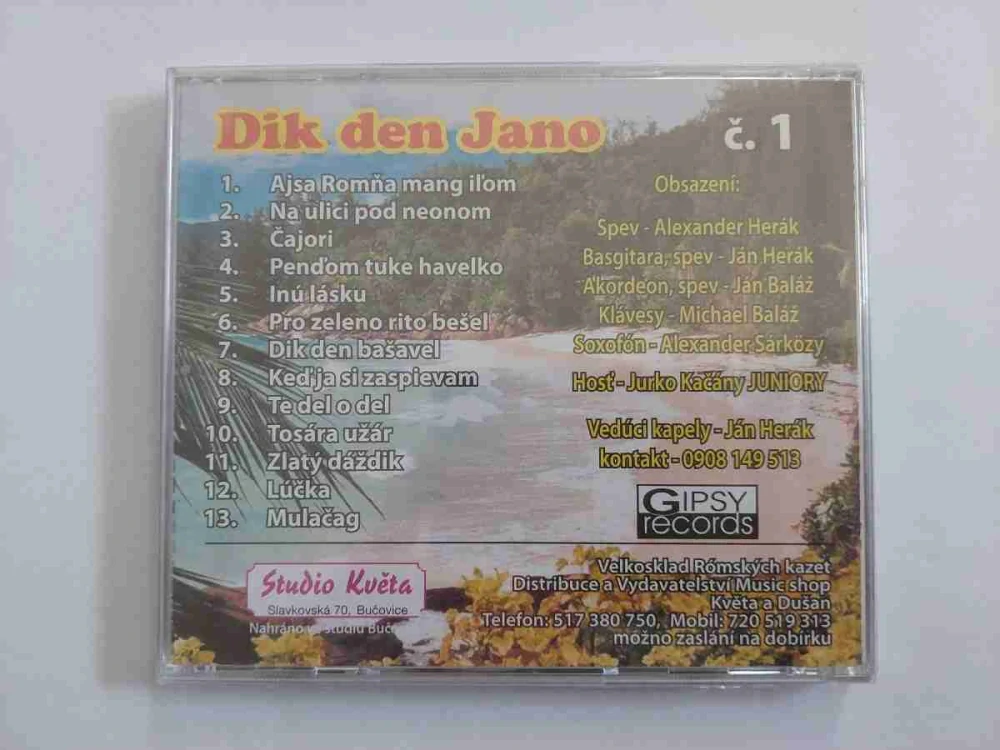 Dik den Jano
č. 1
1. Ajsa Romňa mang iľom
2. Na ulici pod neonom
3. Čajori
4. Penďom tuke havelko
5. Inú lásku
6. Pro zeleno rito bešel
7. Dik den bašavel
8. Keď ja si zaspievam
9. Te del o del
10. Tosára užár
11. Zlatý dáždik
12. Lúčka
13. Mulačag
Obsazení:
Spev - Alexander Herák
Basgitara, spev - Ján Herák
Akordeon, spev - Ján Baláž
Klávesy - Michael Baláž
Soxofón - Alexander Sárközy
Hosť - Jurko Kačány JUNIORY
Vedúci kapely - Ján Herák
kontakt - 0908 149 513
GIPSY
records
Studio Květa
Slavkovská 70, Bučovice
Nahráno ve studiu
Velkosklad Rómských kazet
Distribuce a Vydavatelství Music shop
Květa a Dušan
Telefon: 517 380 750, Mobil: 720 519 313
možno zaslání na dobírku